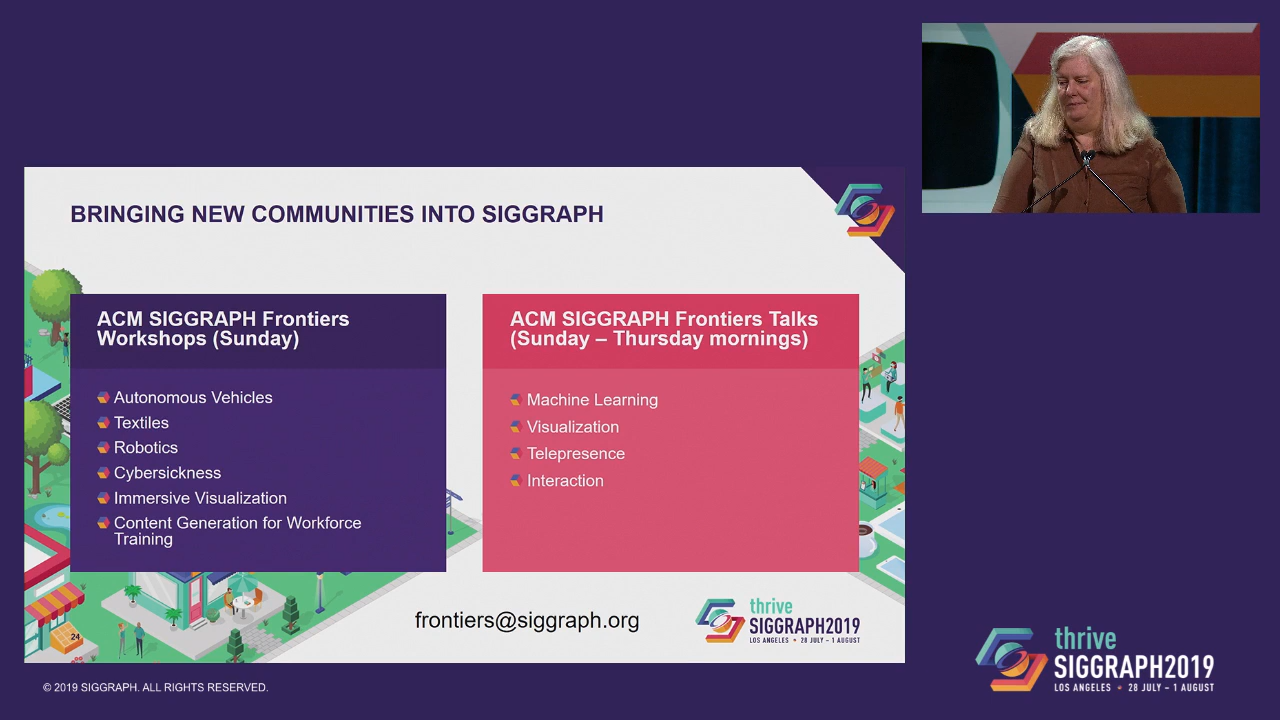 BRINGING NEW COMMUNITIES INTO SIGGRAPH
ACM SIGGRAPH Frontiers
Workshops (Sunday)
Autonomous Vehicles
Textiles
Robotics
Cybersickness
Immersive Visualization
Content Generation for Workforce
Training
ACM SIGGRAPH Frontiers Talks
(Sunday – Thursday mornings)
Machine Learning
Visualization
Telepresence
Interaction
24
frontiers@siggraph.org
thrive
SIGGRAPH2019
LOS ANGELES • 28 JULY – 1 AUGUST
© 2019 SIGGRAPH. ALL RIGHTS RESERVED.
thrive
SIGGRAPH2019
LOS ANGELES • 28 JULY – 1 AUGUST